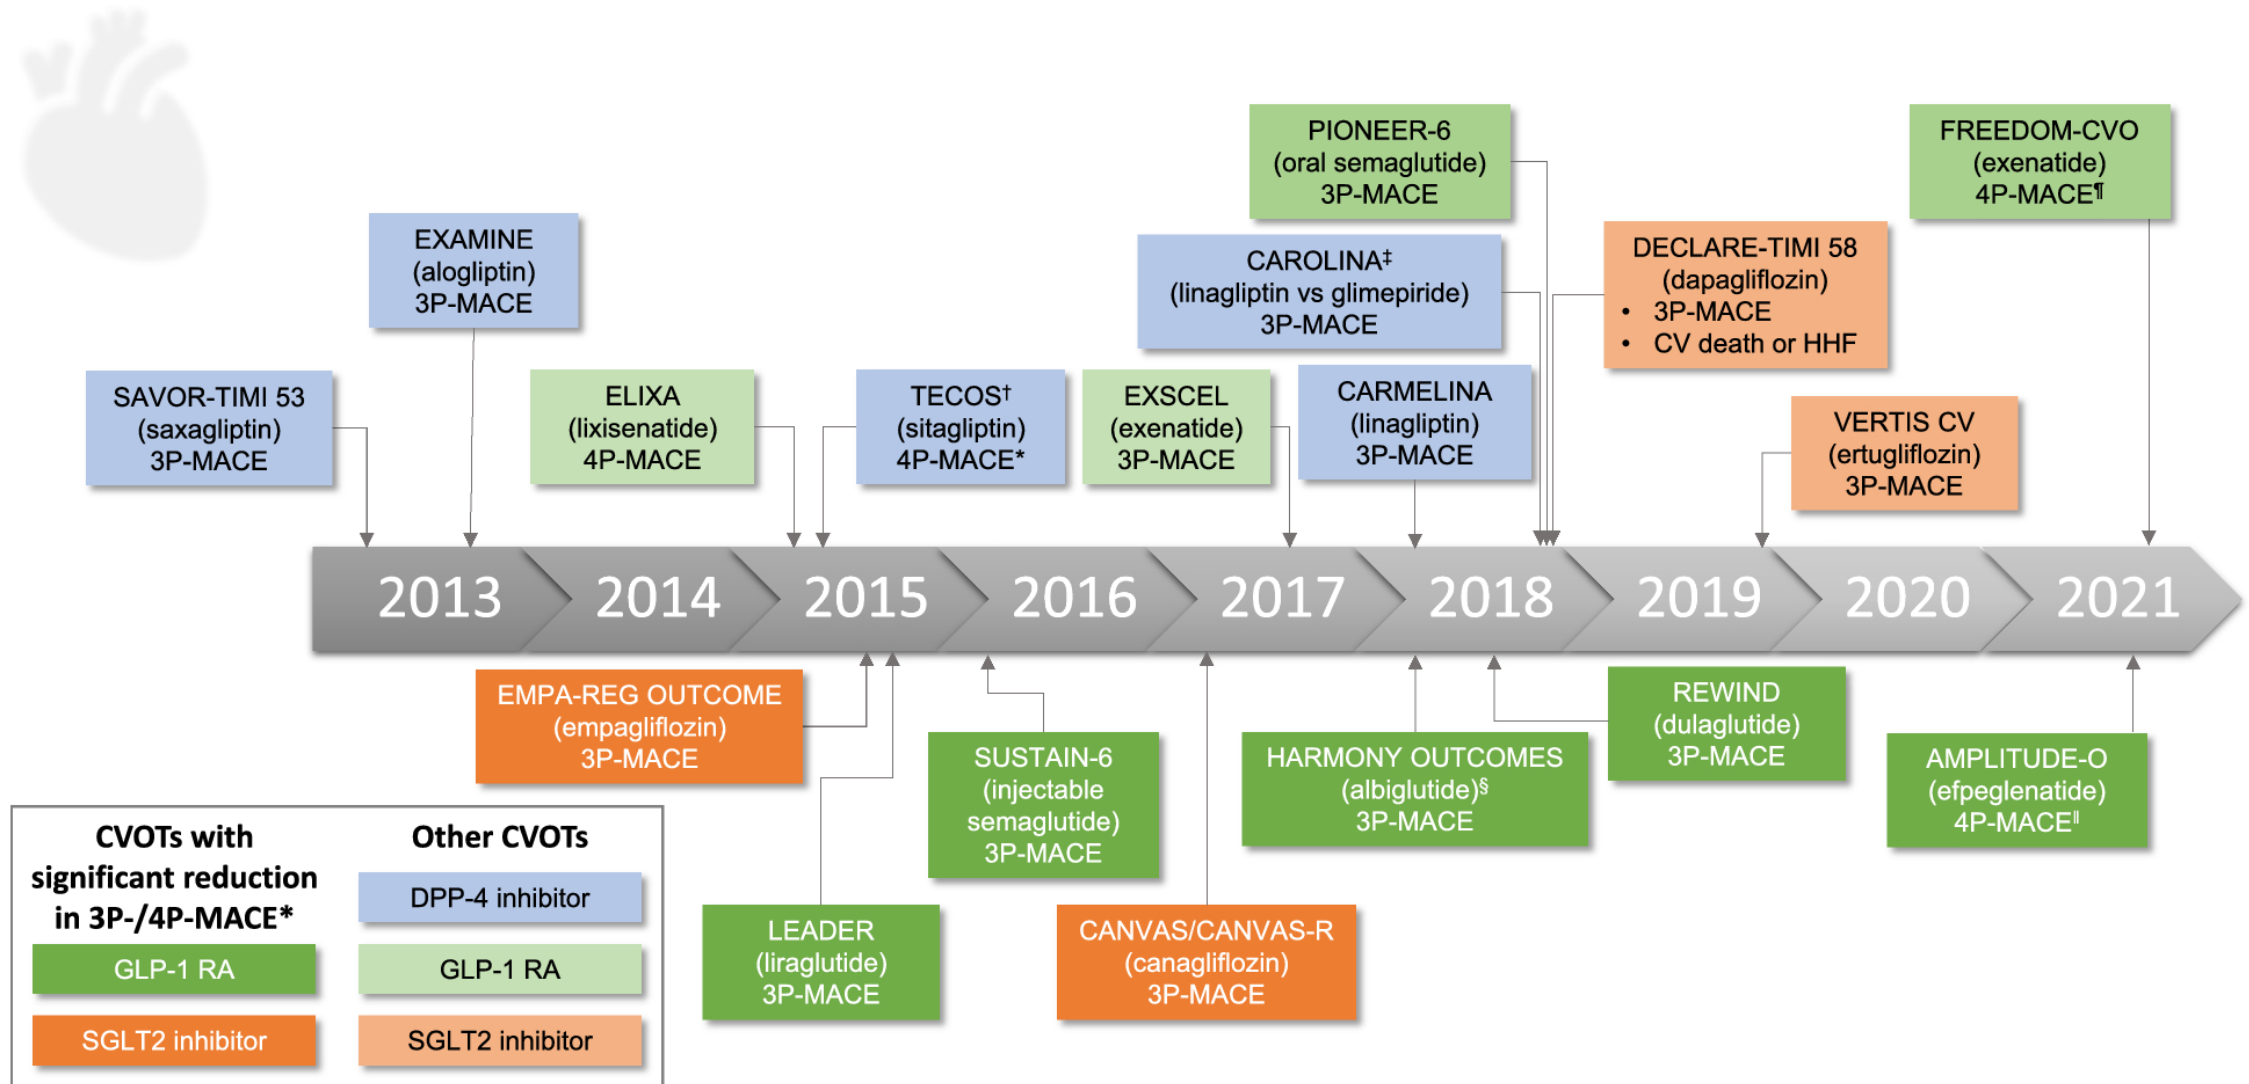 PIONEER-6
(oral semaglutide)
3P-MACE
FREEDOM-CVO
(exenatide)
4P-MACE¶
EXAMINE
(alogliptin)
3P-MACE
CAROLINA‡
(linagliptin vs glimepiride)
3P-MACE
DECLARE-TIMI 58
(dapagliflozin)
• 3P-MACE
• CV death or HHF
SAVOR-TIMI 53
(saxagliptin)
3P-MACE
ELIXA
(lixisenatide)
4P-MACE
TECOS†
(sitagliptin)
4P-MACE*
EXSCEL
(exenatide)
3P-MACE
CARMELINA
(linagliptin)
3P-MACE
VERTIS CV
(ertugliflozin)
3P-MACE
2013 2014 2015 2016 2017 2018 2019 2020 2021
EMPA-REG OUTCOME
(empagliflozin)
3P-MACE
LEADER
(liraglutide)
3P-MACE
SUSTAIN-6
(injectable
semaglutide)
3P-MACE
CANVAS/CANVAS-R
(canagliflozin)
3P-MACE
HARMONY OUTCOMES
(albiglutide)§
3P-MACE
REWIND
(dulaglutide)
3P-MACE
AMPLITUDE-O
(efpeglenatide)
4P-MACE‖
CVOTs with
significant reduction
in 3P-/4P-MACE*
GLP-1 RA
SGLT2 inhibitor
Other CVOTs
DPP-4 inhibitor
GLP-1 RA
SGLT2 inhibitor